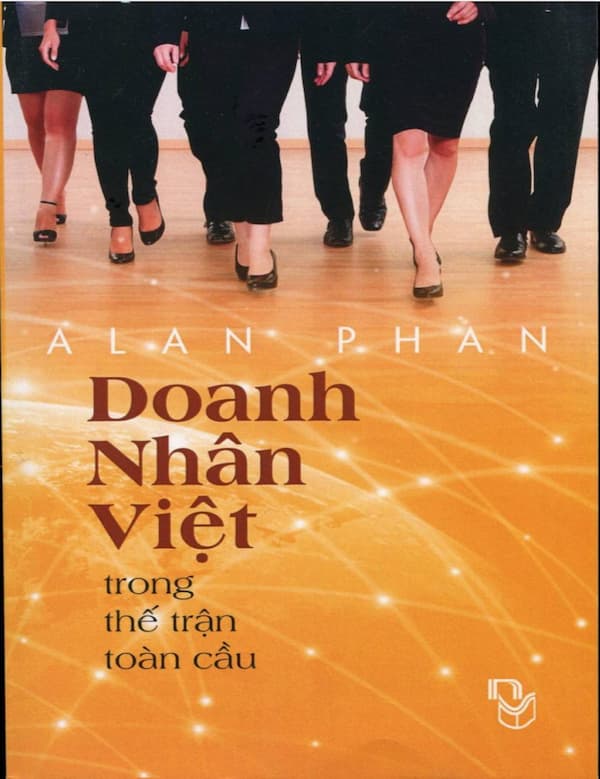 ALAN PHAN
Doanh
Nhân
Việt
trong
thế trận
toàn cầu